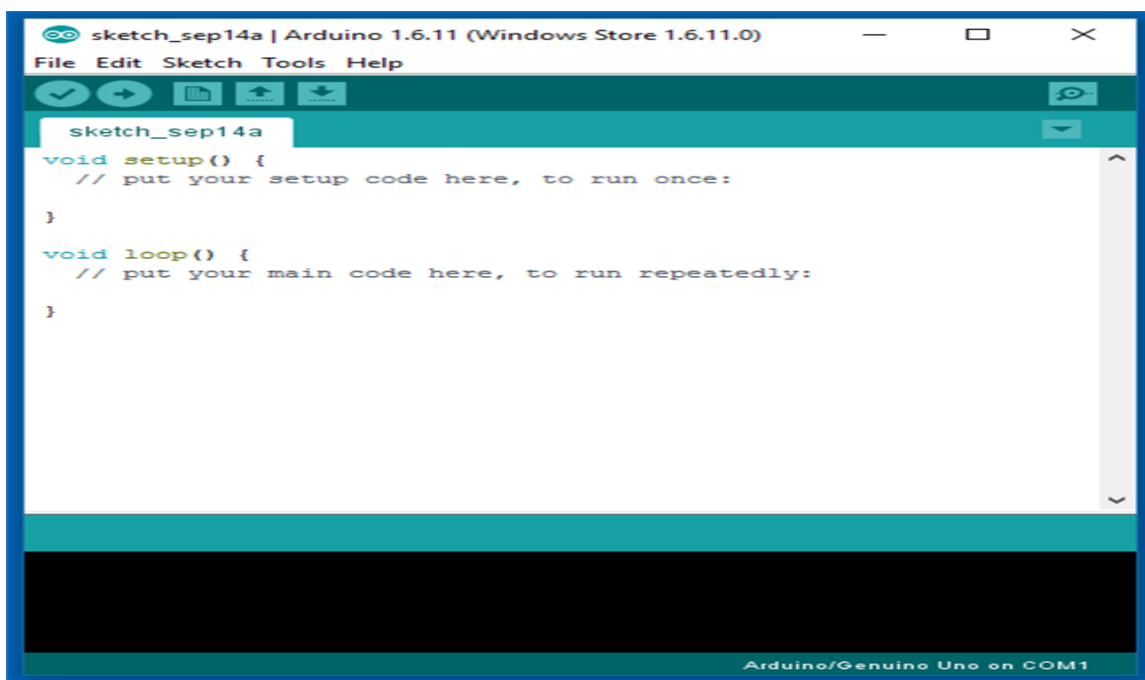 sketch_sep14a | Arduino 1.6.11 (Windows Store 1.6.11.0)
File Edit Sketch Tools Help
sketch_sep14a
void setup() {
  // put your setup code here, to run once:
}
void loop() {
  // put your main code here, to run repeatedly:
}
Arduino/Genuino Uno on COM1